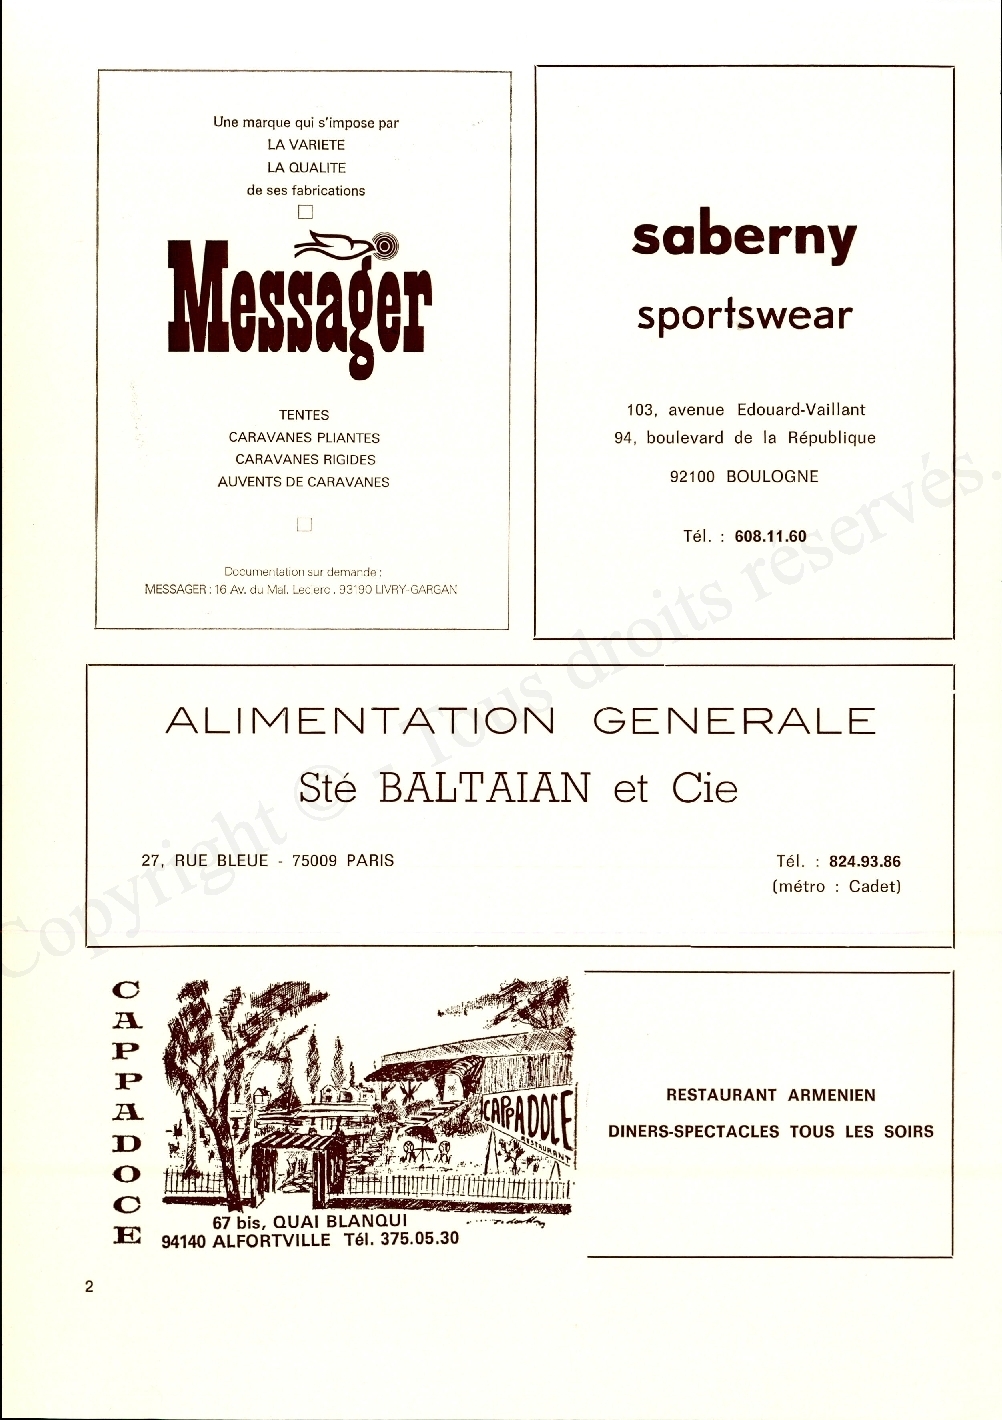 Une marque qui s'impose par
LA VARIETE
LA QUALITE
de ses fabrications
Messager
TENTES
CARAVANES PLIANTES
CARAVANES RIGIDES
AUVENTS DE CARAVANES
Documentation sur demande :
MESSAGER : 16 Av. du Mal. Leclerc . 93190 LIVRY-GARGAN
saberny
sportswear
103, avenue Edouard-Vaillant
94, boulevard de la République
92100 BOULOGNE
Tél. : 608.11.60
ALIMENTATION GENERALE
Sté BALTAIAN et Cie
27, RUE BLEUE - 75009 PARIS
Tél. : 824.93.86
(métro : Cadet)
CAPPADOCE
CAPPADOCE
RESTAURANT
67 bis, QUAI BLANQUI
94140 ALFORTVILLE Tél. 375.05.30
RESTAURANT ARMENIEN
DINERS-SPECTACLES TOUS LES SOIRS
2
Copyright © - Tous droits réservés.